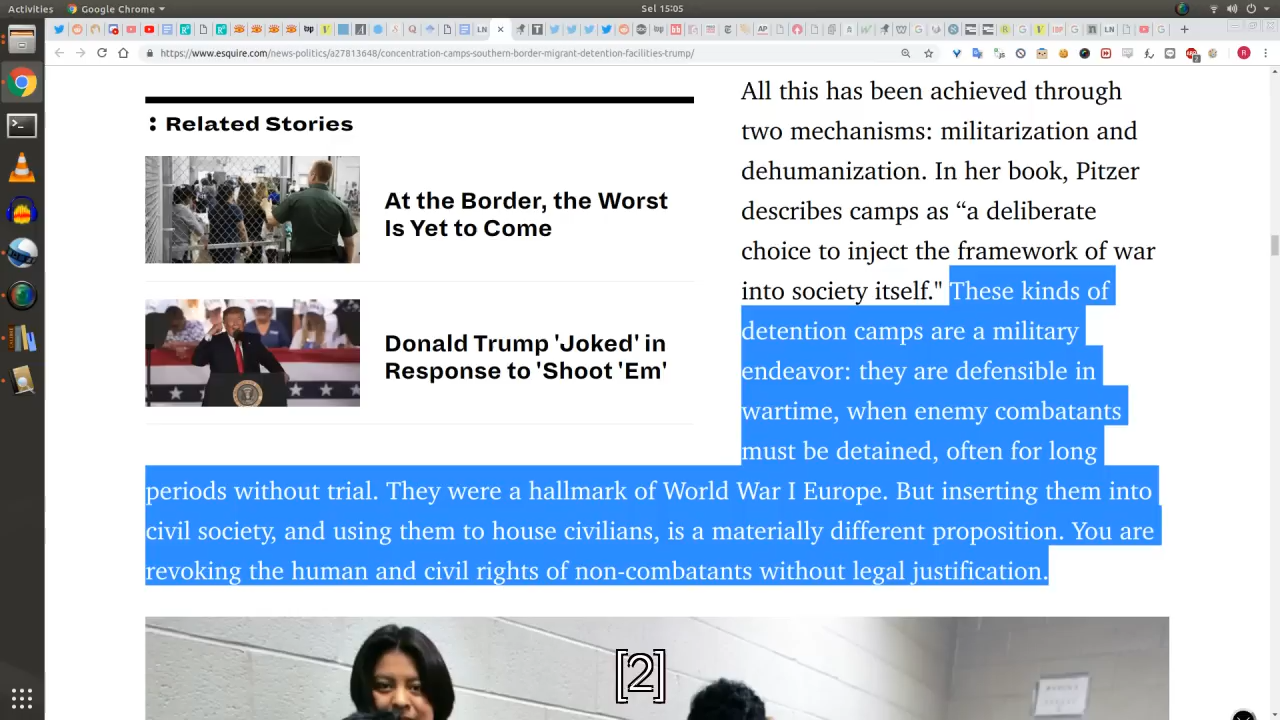 Activities
Google Chrome
Sel 15:05
https://www.esquire.com/news-politics/a27813648/concentration-camps-southern-border-migrant-detention-facilities-trump/
Related Stories
At the Border, the Worst
Is Yet to Come
Donald Trump 'Joked' in
Response to 'Shoot 'Em'
All this has been achieved through
two mechanisms: militarization and
dehumanization. In her book, Pitzer
describes camps as “a deliberate
choice to inject the framework of war
into society itself." These kinds of
detention camps are a military
endeavor: they are defensible in
wartime, when enemy combatants
must be detained, often for long
periods without trial. They were a hallmark of World War I Europe. But inserting them into
civil society, and using them to house civilians, is a materially different proposition. You are
revoking the human and civil rights of non-combatants without legal justification.
[2]